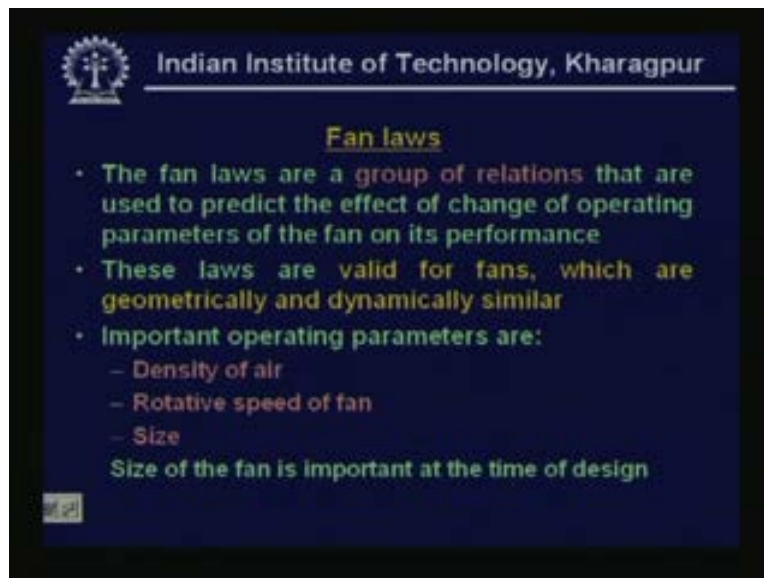 Indian Institute of Technology, Kharagpur
Fan laws
• The fan laws are a group of relations that are
used to predict the effect of change of operating
parameters of the fan on its performance
• These laws are valid for fans, which are
geometrically and dynamically similar
• Important operating parameters are:
– Density of air
– Rotative speed of fan
– Size
Size of the fan is important at the time of design